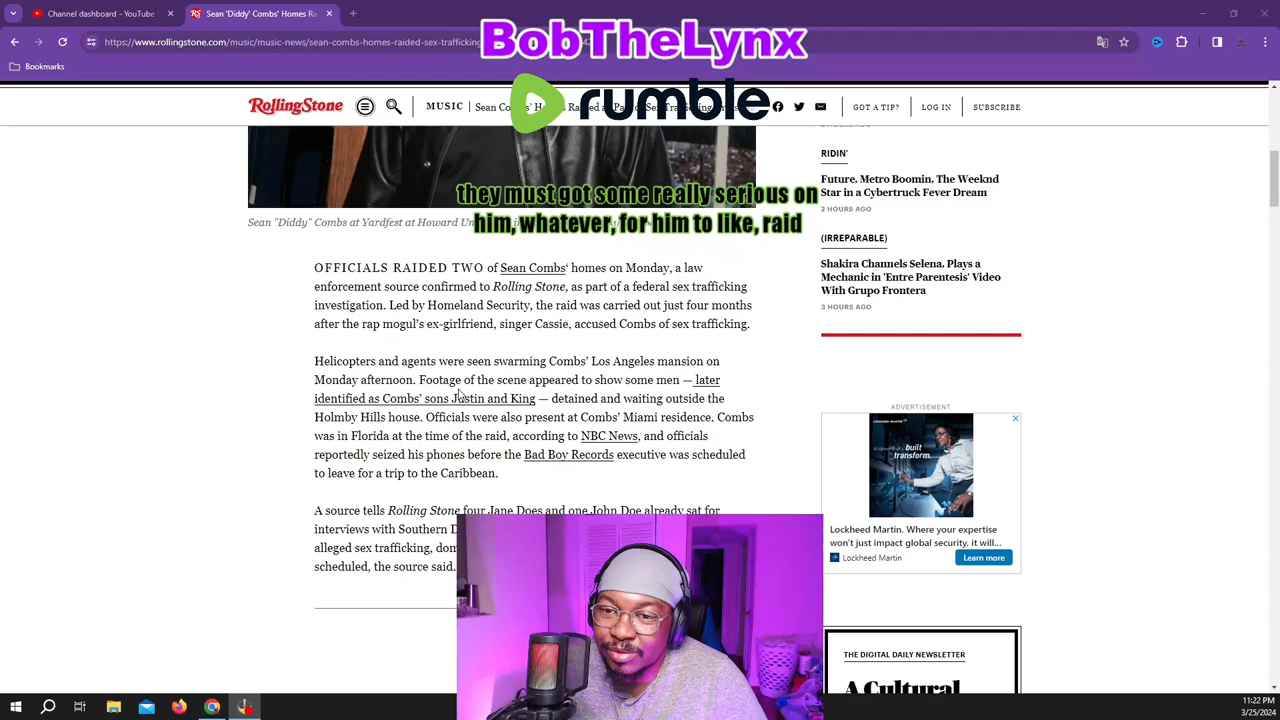 11:22 PM
https://www.rollingstone.com/music/music-news/sean-combs-homes-raided-sex-trafficking
Bookmarks
BobTheLynx
rumble
RollingStone
MUSIC
Sean
GOT A TIP?
LOG IN
SUBSCRIBE
they must got some really serious on
him, whatever, for him to like, raid
Sean "Diddy" Combs at Yardfest at Howard
OFFICIALS RAIDED TWO of Sean Combs‘ homes on Monday, a law
enforcement source confirmed to Rolling Stone, as part of a federal sex trafficking
investigation. Led by Homeland Security, the raid was carried out just four months
after the rap mogul’s ex-girlfriend, singer Cassie, accused Combs of sex trafficking.
Helicopters and agents were seen swarming Combs’ Los Angeles mansion on
Monday afternoon. Footage of the scene appeared to show some men — later
identified as Combs’ sons Justin and King — detained and waiting outside the
Holmby Hills house. Officials were also present at Combs’ Miami residence. Combs
was in Florida at the time of the raid, according to NBC News, and officials
reportedly seized his phones before the Bad Boy Records executive was scheduled
to leave for a trip to the Caribbean.
A source tells Rolling Stone four Jane Does and one John Doe already sat for
interviews with Southern
alleged sex trafficking,
scheduled, the source said.
RIDIN'
Future, Metro Boomin, The Weeknd
Star in a Cybertruck Fever Dream
2 HOURS AGO
(IRREPARABLE)
Shakira Channels Selena, Plays a
Mechanic in 'Entre Parentesis' Video
With Grupo Frontera
3 HOURS AGO
ADVERTISEMENT
built
transform.
Lockheed Martin. Where your expertise
won't just impact global security, it will...
Lockheed Martin
Learn more
THE DIGITAL DAILY NEWSLETTER
A Cultural
11:22 PM
3/25/2024